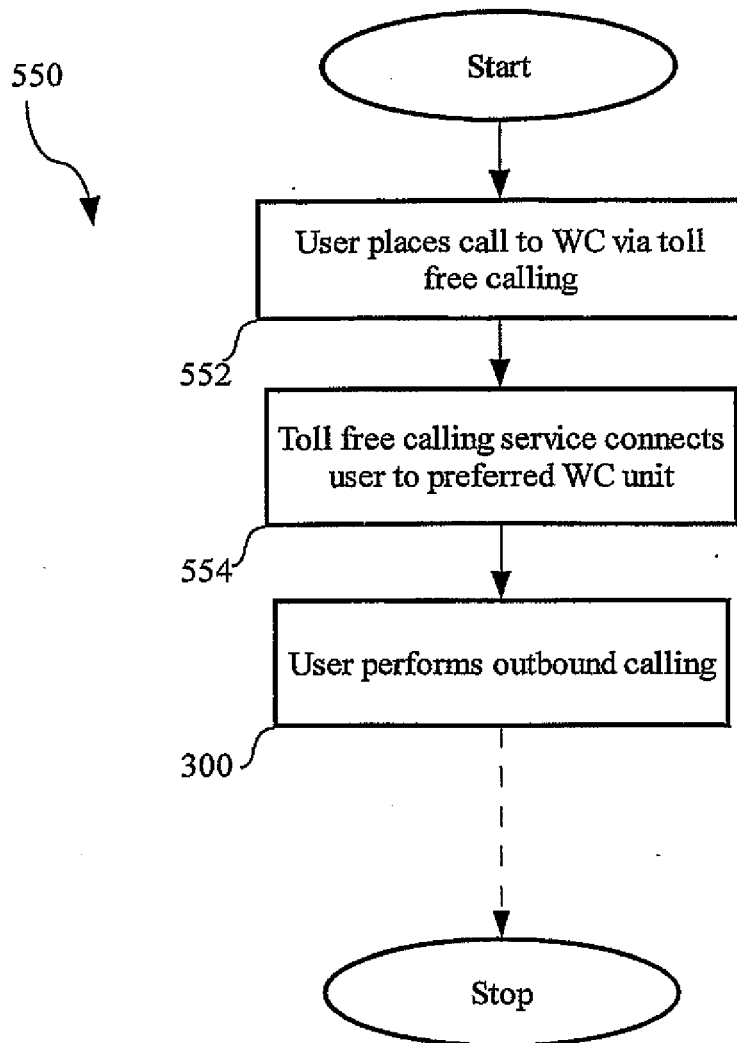 Start
550
User places call to WC via toll
free calling
552
Toll free calling service connects
user to preferred WC unit
554
User performs outbound calling
300
Stop